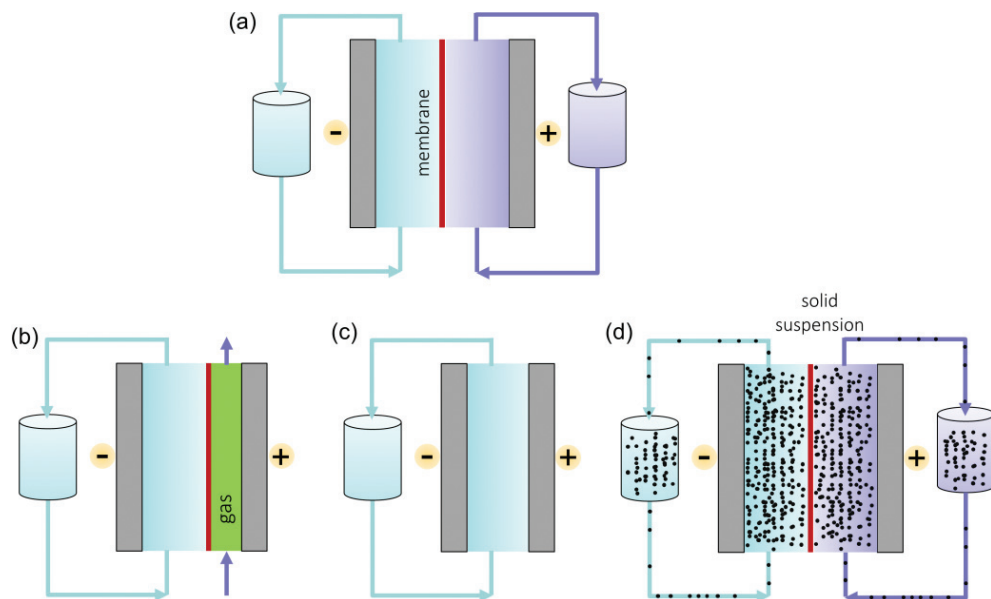 (a)
-
membrane
+
(b)
-
gas
+
(c)
-
+
solid
suspension
(d)
-
+